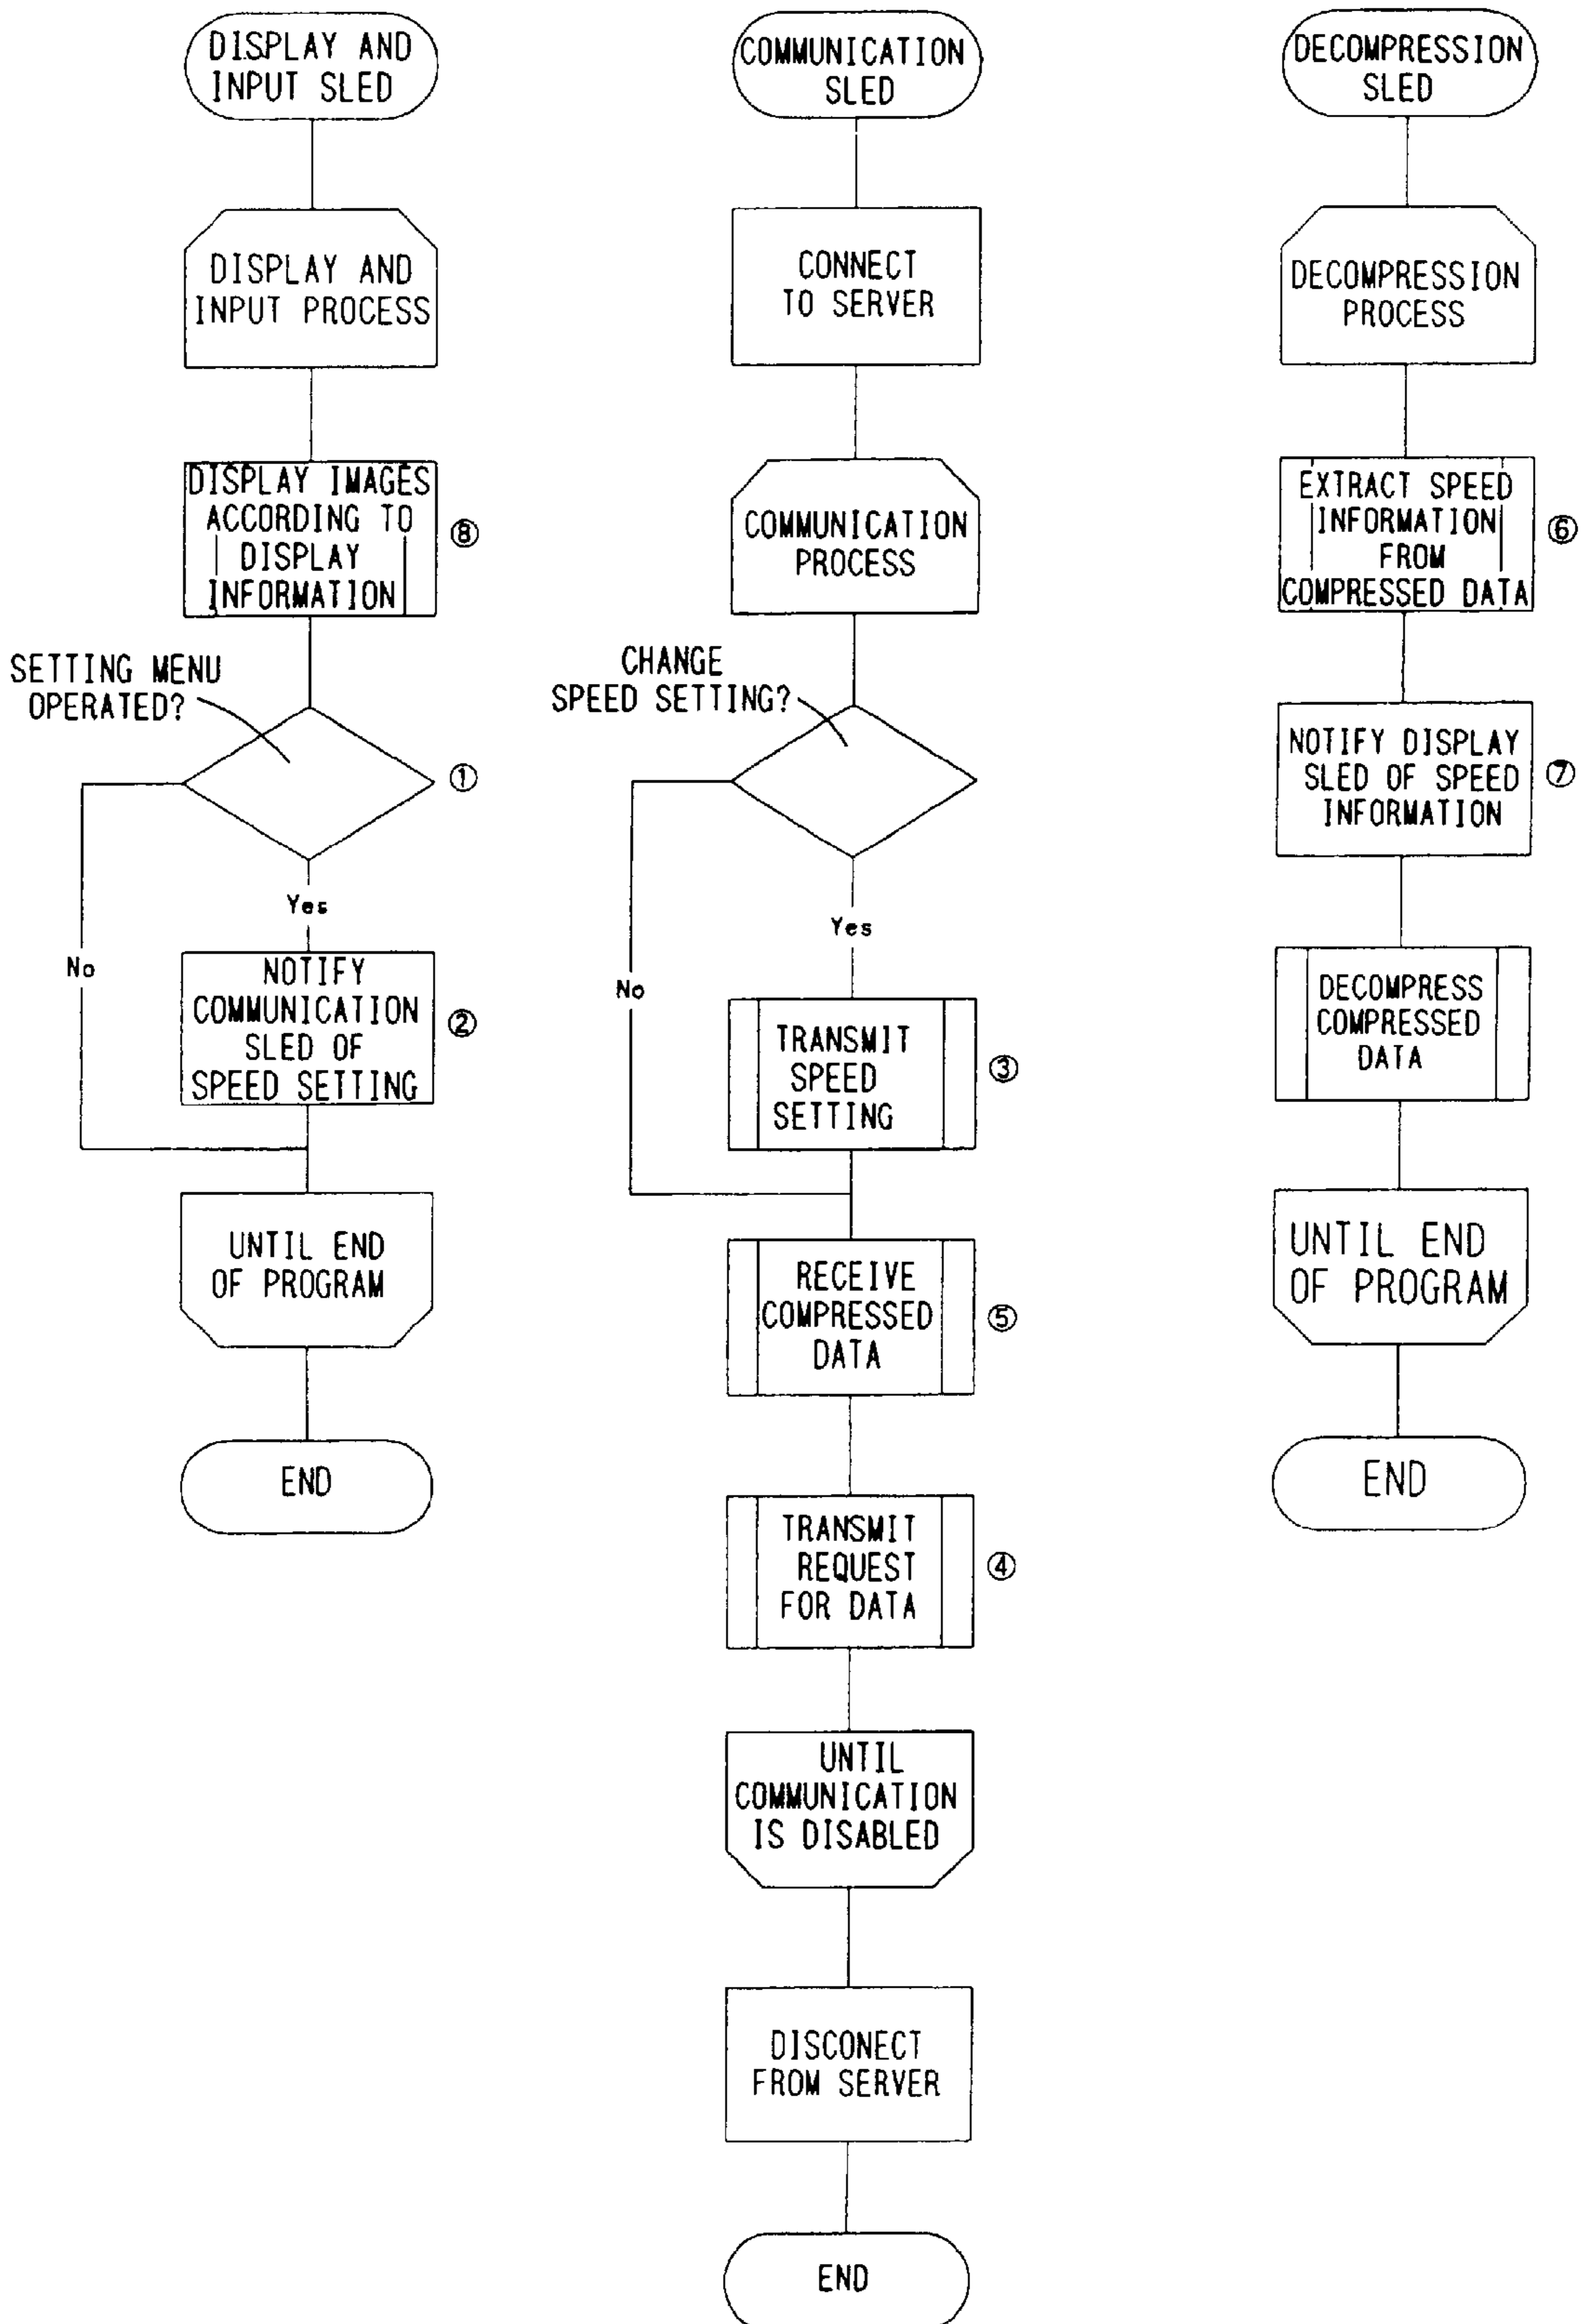 DISPLAY AND
INPUT SLED
DISPLAY AND
INPUT PROCESS
DISPLAY IMAGES
ACCORDING TO
DISPLAY
INFORMATION
⑧
SETTING MENU
OPERATED?
①
Yes
No
NOTIFY
COMMUNICATION
SLED OF
SPEED SETTING
②
UNTIL END
OF PROGRAM
END
COMMUNICATION
SLED
CONNECT
TO SERVER
COMMUNICATION
PROCESS
CHANGE
SPEED SETTING?
Yes
No
TRANSMIT
SPEED
SETTING
③
RECEIVE
COMPRESSED
DATA
⑤
TRANSMIT
REQUEST
FOR DATA
④
UNTIL
COMMUNICATION
IS DISABLED
DISCONECT
FROM SERVER
END
DECOMPRESSION
SLED
DECOMPRESSION
PROCESS
EXTRACT SPEED
INFORMATION
FROM
COMPRESSED DATA
⑥
NOTIFY DISPLAY
SLED OF SPEED
INFORMATION
⑦
DECOMPRESS
COMPRESSED
DATA
UNTIL END
OF PROGRAM
END